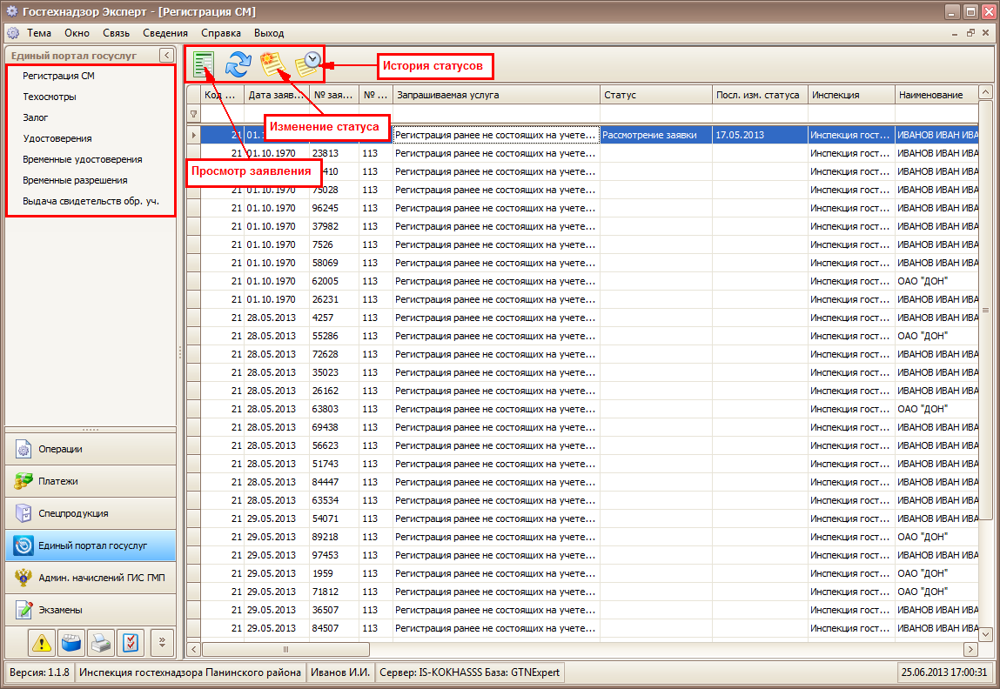 Гостехнадзор Эксперт - [Регистрация СМ]
Тема Окно Связь Сведения Справка Выход
Единый портал госуслуг
Регистрация СМ
Техосмотры
Залог
Удостоверения
Временные удостоверения
Временные разрешения
Выдача свидетельств обр. уч.
Операции
Платежи
Спецпродукция
Единый портал госуслуг
Админ. начислений ГИС ГМП
Экзамены
История статусов
Изменение статуса
Просмотр заявления
Код ... Дата заяв... № зая... № ... Запрашиваемая услуга Статус Посл. изм. статуса Инспекция Наименование
21 01. Регистрация ранее не состоящих на учете... Рассмотрение заявки 17.05.2013 Инспекция гост... ИВАНОВ ИВАН ИВА
21 01.10.1970 23813 113 Регистрация ранее не состоящих на учете... Инспекция гост... ИВАНОВ ИВАН ИВА
410 113 Регистрация ранее не состоящих на учете... Инспекция гост... ИВАНОВ ИВАН ИВА
21 01.10.1970 75028 113 Регистрация ранее не состоящих на учете... Инспекция гост... ИВАНОВ ИВАН ИВА
21 01.10.1970 96245 113 Регистрация ранее не состоящих на учете... Инспекция гост... ИВАНОВ ИВАН ИВА
21 01.10.1970 37982 113 Регистрация ранее не состоящих на учете... Инспекция гост... ИВАНОВ ИВАН ИВА
21 01.10.1970 7526 113 Регистрация ранее не состоящих на учете... Инспекция гост... ИВАНОВ ИВАН ИВА
21 01.10.1970 58069 113 Регистрация ранее не состоящих на учете... Инспекция гост... ИВАНОВ ИВАН ИВА
21 01.10.1970 62005 113 Регистрация ранее не состоящих на учете... Инспекция гост... ОАО "ДОН"
21 01.10.1970 26231 113 Регистрация ранее не состоящих на учете... Инспекция гост... ИВАНОВ ИВАН ИВА
21 28.05.2013 4257 113 Регистрация ранее не состоящих на учете... Инспекция гост... ИВАНОВ ИВАН ИВА
21 28.05.2013 55286 113 Регистрация ранее не состоящих на учете... Инспекция гост... ОАО "ДОН"
21 28.05.2013 72628 113 Регистрация ранее не состоящих на учете... Инспекция гост... ИВАНОВ ИВАН ИВА
21 28.05.2013 35023 113 Регистрация ранее не состоящих на учете... Инспекция гост... ИВАНОВ ИВАН ИВА
21 28.05.2013 26162 113 Регистрация ранее не состоящих на учете... Инспекция гост... ИВАНОВ ИВАН ИВА
21 28.05.2013 63803 113 Регистрация ранее не состоящих на учете... Инспекция гост... ОАО "ДОН"
21 28.05.2013 69438 113 Регистрация ранее не состоящих на учете... Инспекция гост... ИВАНОВ ИВАН ИВА
21 28.05.2013 56623 113 Регистрация ранее не состоящих на учете... Инспекция гост... ИВАНОВ ИВАН ИВА
21 28.05.2013 51743 113 Регистрация ранее не состоящих на учете... Инспекция гост... ИВАНОВ ИВАН ИВА
21 28.05.2013 84447 113 Регистрация ранее не состоящих на учете... Инспекция гост... ИВАНОВ ИВАН ИВА
21 28.05.2013 63534 113 Регистрация ранее не состоящих на учете... Инспекция гост... ИВАНОВ ИВАН ИВА
21 29.05.2013 54071 113 Регистрация ранее не состоящих на учете... Инспекция гост... ИВАНОВ ИВАН ИВА
21 29.05.2013 89218 113 Регистрация ранее не состоящих на учете... Инспекция гост... ОАО "ДОН"
21 29.05.2013 97453 113 Регистрация ранее не состоящих на учете... Инспекция гост... ИВАНОВ ИВАН ИВА
21 29.05.2013 1959 113 Регистрация ранее не состоящих на учете... Инспекция гост... ОАО "ДОН"
21 29.05.2013 71812 113 Регистрация ранее не состоящих на учете... Инспекция гост... ОАО "ДОН"
21 29.05.2013 36507 113 Регистрация ранее не состоящих на учете... Инспекция гост... ИВАНОВ ИВАН ИВА
21 29.05.2013 84507 113 Регистрация ранее не состоящих на учете... Инспекция гост... ИВАНОВ ИВАН ИВА
Версия: 1.1.8 Инспекция гостехнадзора Панинского района Иванов И.И. Сервер: IS-KOKHASSS База: GTNExpert 25.06.2013 17:00:31